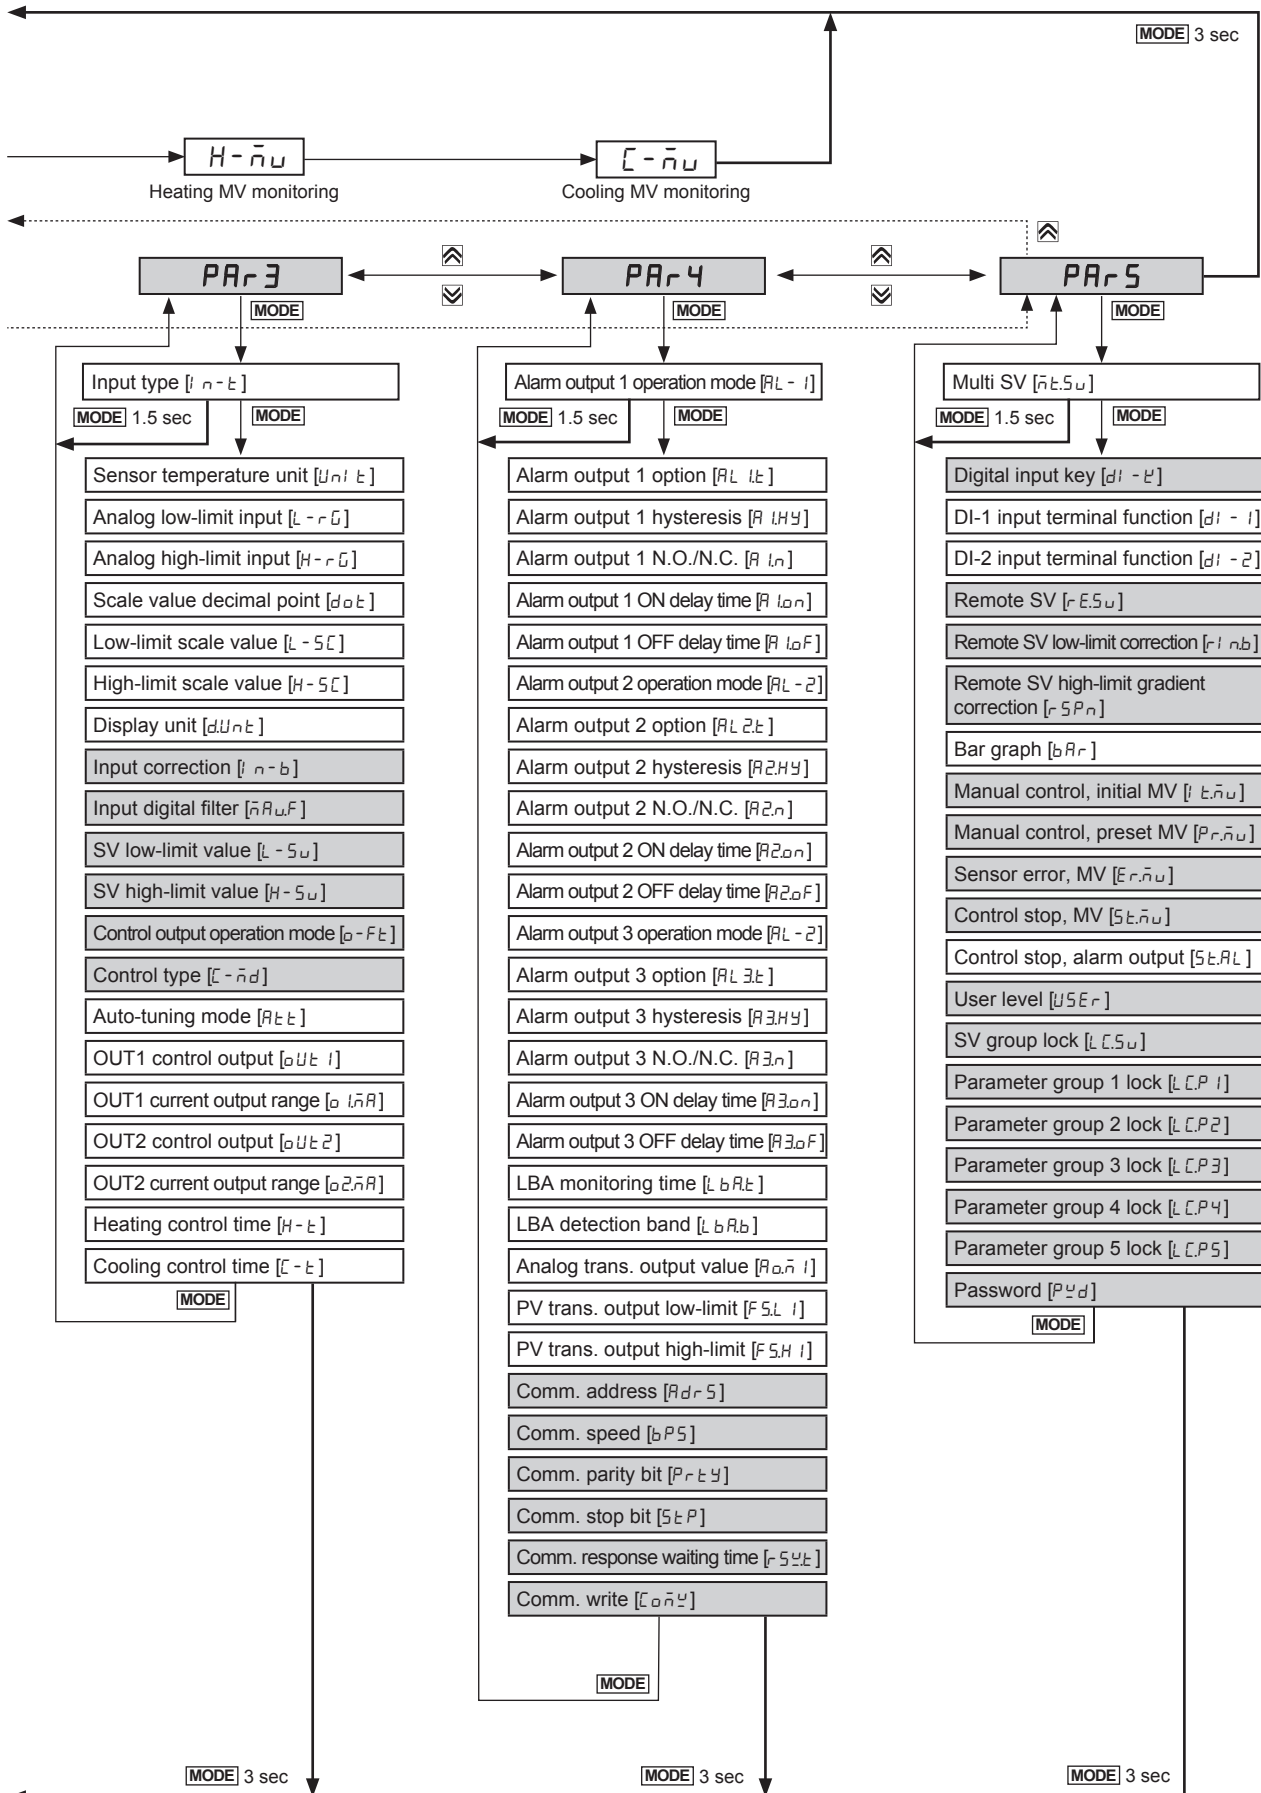 MODE 3 sec
H-mv
C-mv
Heating MV monitoring
Cooling MV monitoring
PAr3
PAr4
PAr5
MODE
MODE
MODE
Input type [In-t]
MODE 1.5 sec
MODE
Sensor temperature unit [UnIt]
Analog low-limit input [L-rG]
Analog high-limit input [H-rG]
Scale value decimal point [dot]
Low-limit scale value [L-SC]
High-limit scale value [H-SC]
Display unit [d.Unt]
Input correction [In-b]
Input digital filter [mAv.F]
SV low-limit value [L-Sv]
SV high-limit value [H-Sv]
Control output operation mode [o-Ft]
Control type [C-md]
Auto-tuning mode [Att]
OUT1 control output [oUt1]
OUT1 current output range [o1.mA]
OUT2 control output [oUt2]
OUT2 current output range [o2.mA]
Heating control time [H-t]
Cooling control time [C-t]
MODE
MODE 3 sec
Alarm output 1 operation mode [AL-1]
MODE 1.5 sec
MODE
Alarm output 1 option [AL1.t]
Alarm output 1 hysteresis [A1.HY]
Alarm output 1 N.O./N.C. [A1.n]
Alarm output 1 ON delay time [A1.on]
Alarm output 1 OFF delay time [A1.oF]
Alarm output 2 operation mode [AL-2]
Alarm output 2 option [AL2.t]
Alarm output 2 hysteresis [A2.HY]
Alarm output 2 N.O./N.C. [A2.n]
Alarm output 2 ON delay time [A2.on]
Alarm output 2 OFF delay time [A2.oF]
Alarm output 3 operation mode [AL-2]
Alarm output 3 option [AL3.t]
Alarm output 3 hysteresis [A3.HY]
Alarm output 3 N.O./N.C. [A3.n]
Alarm output 3 ON delay time [A3.on]
Alarm output 3 OFF delay time [A3.oF]
LBA monitoring time [LbA.t]
LBA detection band [LbA.b]
Analog trans. output value [Ao.m1]
PV trans. output low-limit [FS.L1]
PV trans. output high-limit [FS.H1]
Comm. address [AdrS]
Comm. speed [bPS]
Comm. parity bit [PrtY]
Comm. stop bit [StP]
Comm. response waiting time [rSW.t]
Comm. write [ComW]
MODE
MODE 3 sec
Multi SV [mt.Sv]
MODE 1.5 sec
MODE
Digital input key [dI-K]
DI-1 input terminal function [dI-1]
DI-2 input terminal function [dI-2]
Remote SV [rE.Sv]
Remote SV low-limit correction [rIn.b]
Remote SV high-limit gradient
correction [rSPn]
Bar graph [bAr]
Manual control, initial MV [It.mv]
Manual control, preset MV [Pr.mv]
Sensor error, MV [Er.mv]
Control stop, MV [St.mv]
Control stop, alarm output [St.AL]
User level [USEr]
SV group lock [LC.Sv]
Parameter group 1 lock [LC.P1]
Parameter group 2 lock [LC.P2]
Parameter group 3 lock [LC.P3]
Parameter group 4 lock [LC.P4]
Parameter group 5 lock [LC.P5]
Password [PWd]
MODE
MODE 3 sec